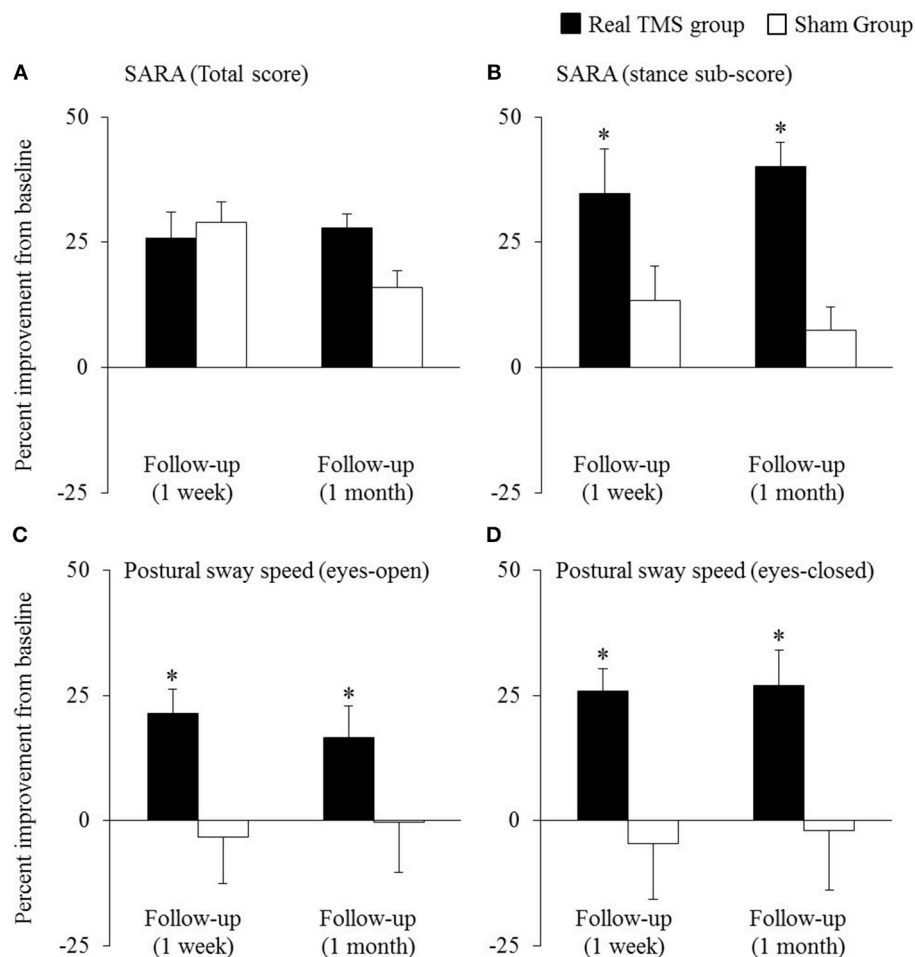 Real TMS group Sham Group
A SARA (Total score)
B SARA (stance sub-score)
Percent improvement from baseline
50
25
0
-25
* *
50
25
0
-25
Follow-up Follow-up
(1 week) (1 month)
Follow-up Follow-up
(1 week) (1 month)
C
Postural sway speed (eyes-open)
D
Postural sway speed (eyes-closed)
Percent improvement from baseline
50
25
0
-25
* *
50
25
0
-25
* *
Follow-up Follow-up
(1 week) (1 month)
Follow-up Follow-up
(1 week) (1 month)